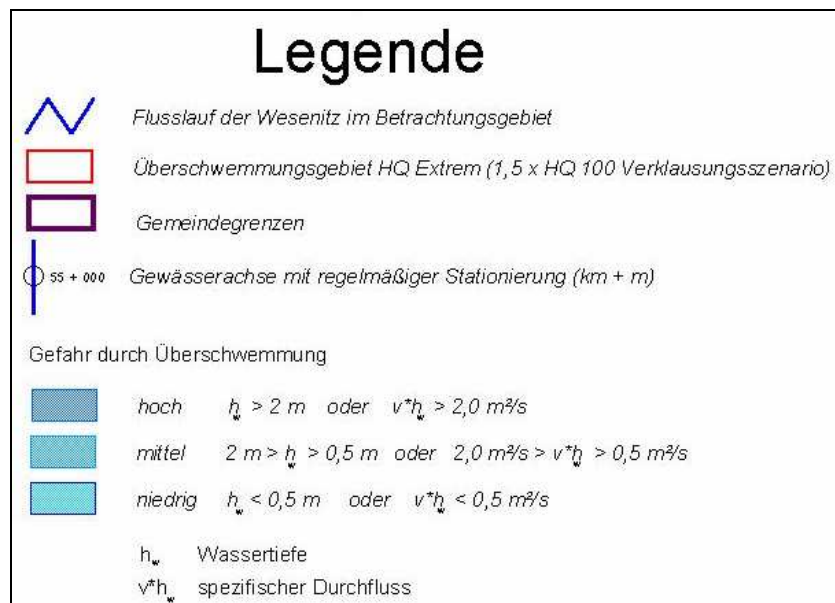 Legende
Flusslauf der Wesenitz im Betrachtungsgebiet
Überschwemmungsgebiet HQ Extrem (1,5 x HQ 100 Verklausungsszenario)
Gemeindegrenzen
55 + 000 Gewässerachse mit regelmäßiger Stationierung (km + m)
Gefahr durch Überschwemmung
hoch h_w > 2 m oder v*h_w > 2,0 m²/s
mittel 2 m > h_w > 0,5 m oder 2,0 m²/s > v*h_w > 0,5 m²/s
niedrig h_w < 0,5 m oder v*h_w < 0,5 m²/s
h_w Wassertiefe
v*h_w spezifischer Durchfluss